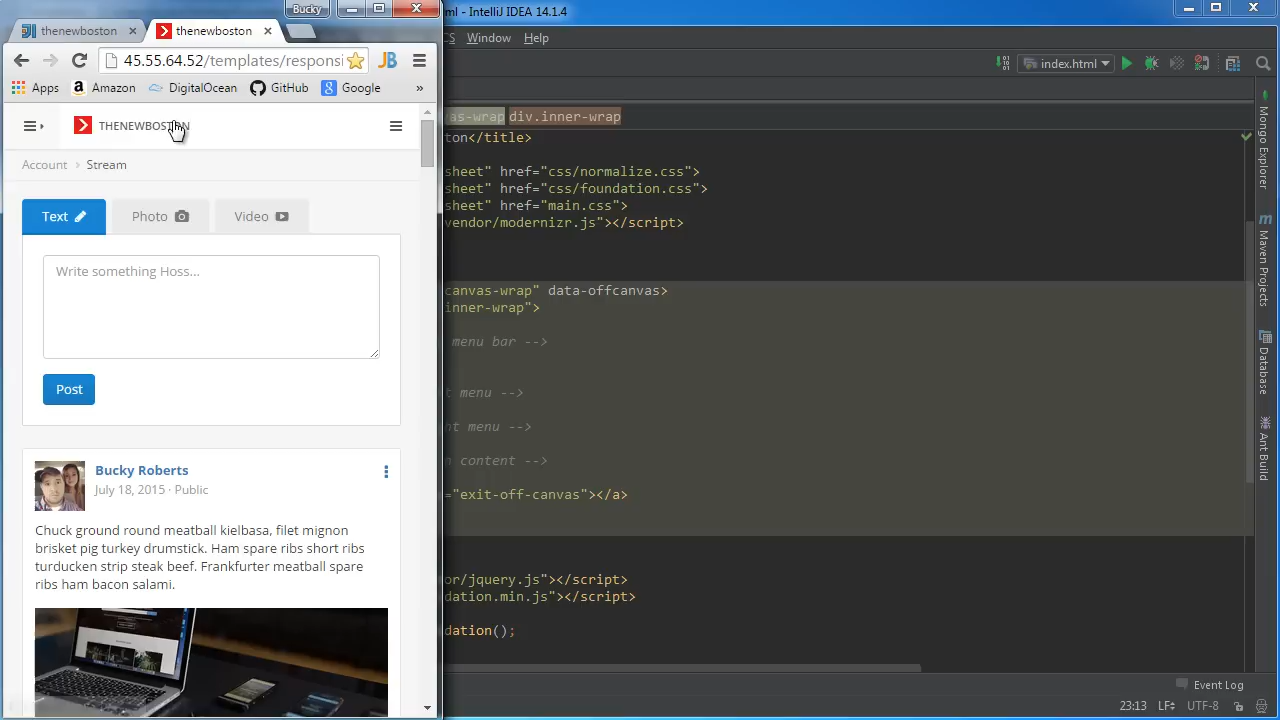 Bucky
thenewboston
thenewboston
45.55.64.52/templates/responsi
Apps
Amazon
DigitalOcean
GitHub
Google
»
THENEWBOSTON
Account › Stream
Text
Photo
Video
Write something Hoss...
Post
Bucky Roberts
July 18, 2015 · Public
Chuck ground round meatball kielbasa, filet mignon
brisket pig turkey drumstick. Ham spare ribs short ribs
turducken strip steak beef. Frankfurter meatball spare
ribs ham bacon salami.
ml - IntelliJ IDEA 14.1.4
CS Window Help
index.html
as-wrap div.inner-wrap
ton</title>
sheet" href="css/normalize.css">
sheet" href="css/foundation.css">
sheet" href="main.css">
vendor/modernizr.js"></script>
canvas-wrap" data-offcanvas>
inner-wrap">
menu bar -->
t menu -->
ht menu -->
n content -->
="exit-off-canvas"></a>
or/jquery.js"></script>
dation.min.js"></script>
dation();
Mongo Explorer
m Maven Projects
Database
Ant Build
Event Log
23:13 LF÷ UTF-8